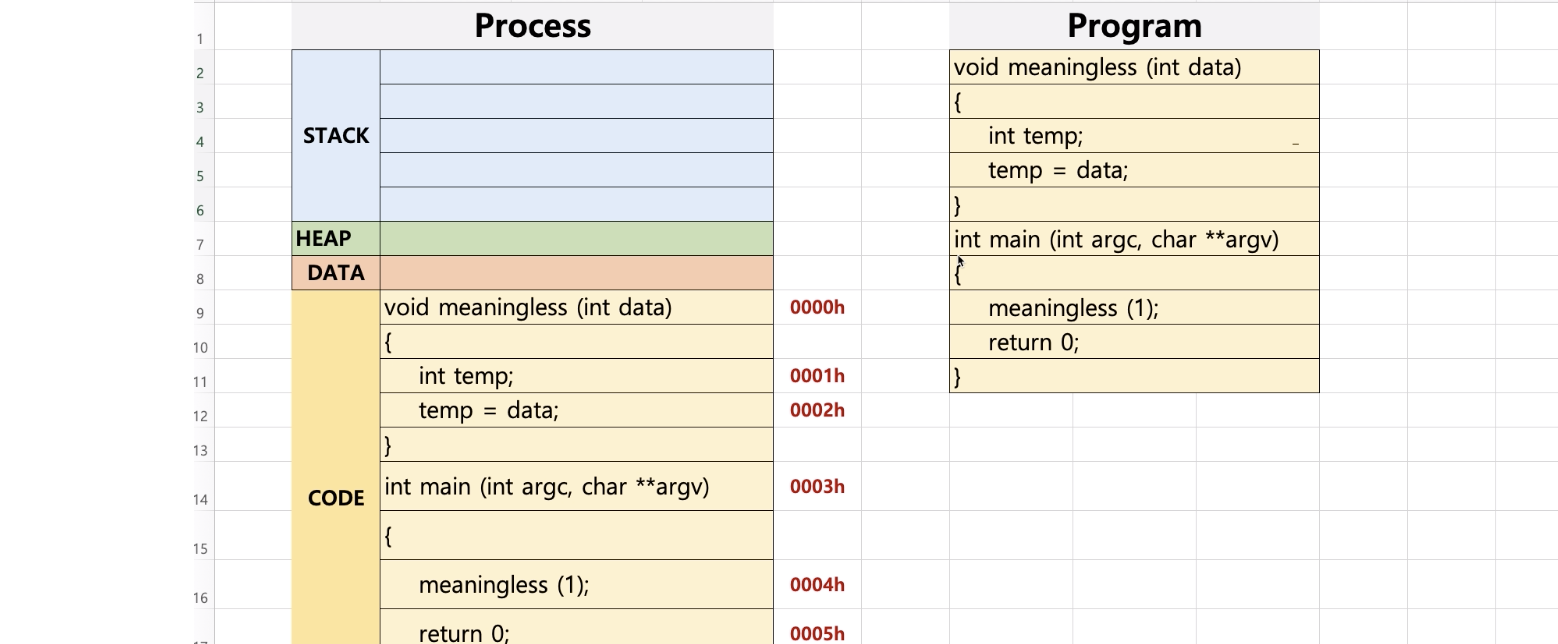 Process
Program
1
2
3
4
5
6
7
8
9
10
11
12
13
14
15
16
STACK
HEAP
DATA
CODE
void meaningless (int data)
{
int temp;
temp = data;
}
int main (int argc, char **argv)
{
meaningless (1);
return 0;
0000h
0001h
0002h
0003h
0004h
0005h
void meaningless (int data)
{
int temp;
temp = data;
}
int main (int argc, char **argv)
{
meaningless (1);
return 0;
}